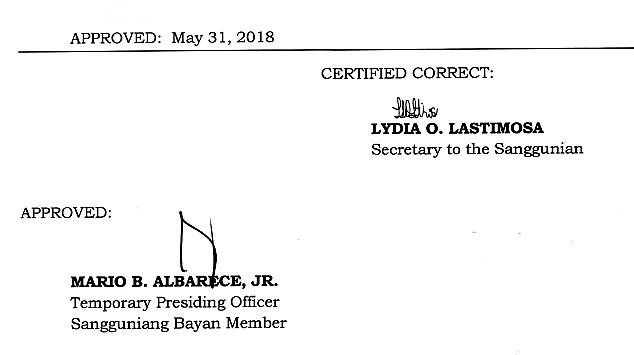 APPROVED: May 31, 2018
CERTIFIED CORRECT:
LYDIA O. LASTIMOSA
Secretary to the Sanggunian
APPROVED:
MARIO B. ALBARECE, JR.
Temporary Presiding Officer
Sangguniang Bayan Member